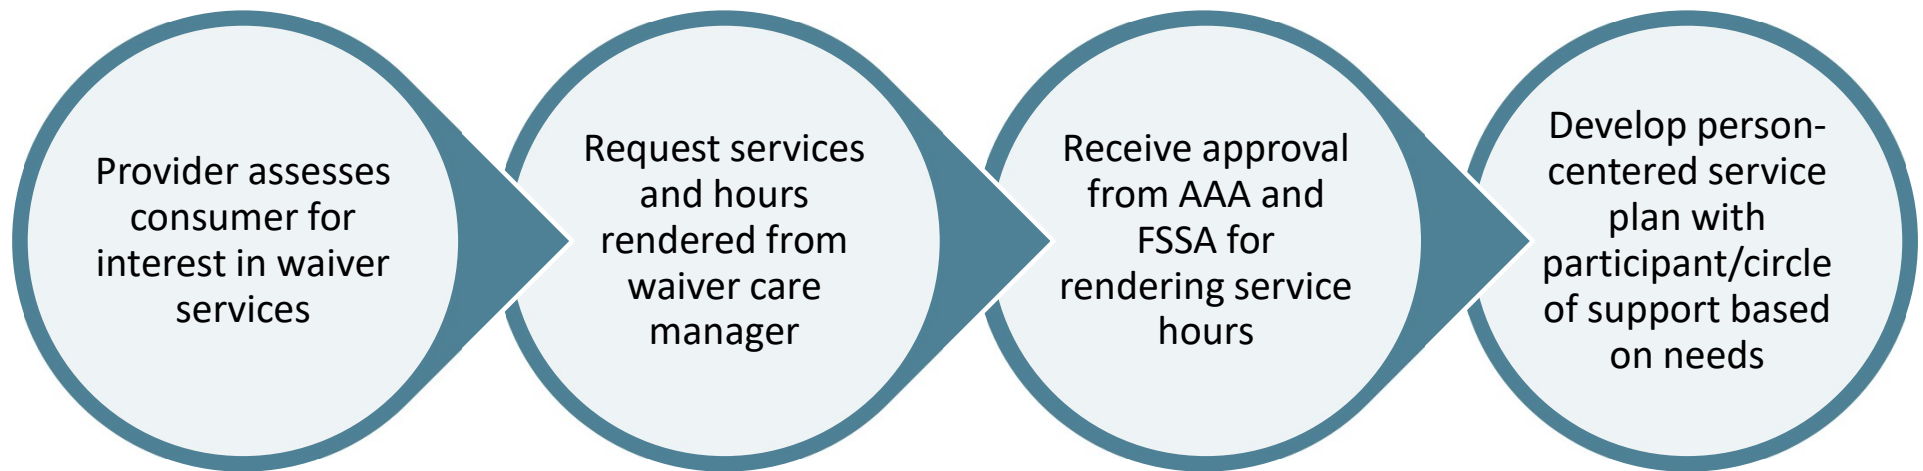 Provider assesses
consumer for
interest in waiver
services
Request services
and hours
rendered from
waiver care
manager
Receive approval
from AAA and
FSSA for
rendering service
hours
Develop person-
centered service
plan with
participant/circle
of support based
on needs